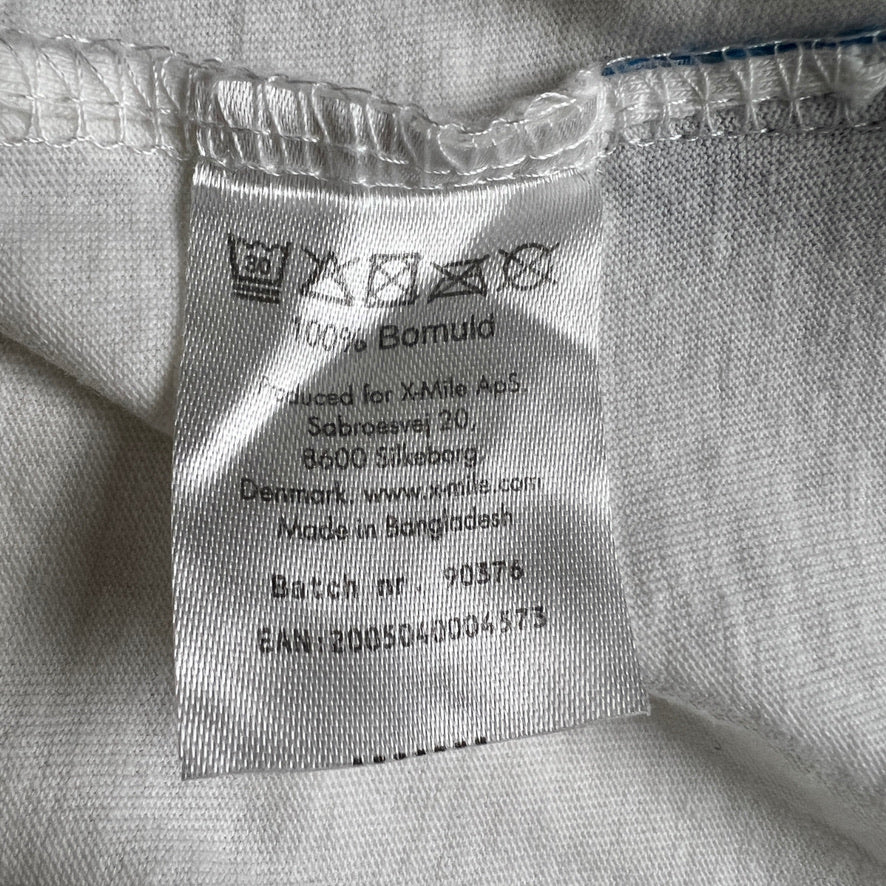 30
100% Bomuld
Produced for X-Mile ApS.
Sabroesvej 20,
8600 Silkeborg,
Denmark. www.x-mile.com
Made in Bangladesh
Batch nr. 90376
EAN:2005040004573